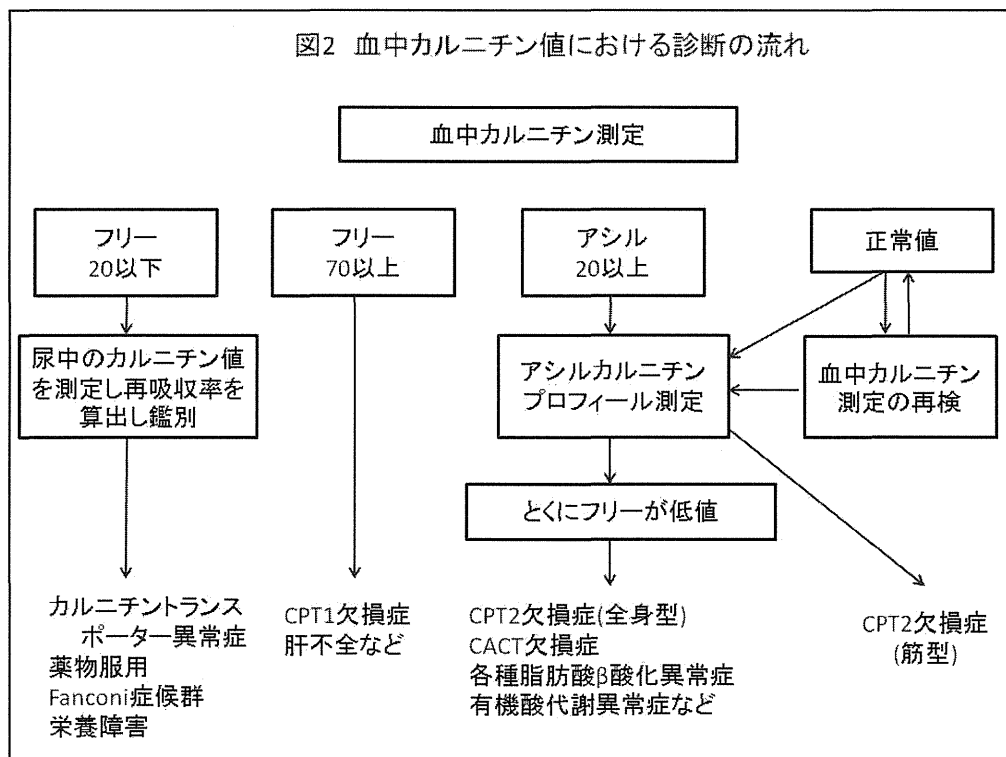 図2 血中カルニチン値における診断の流れ
血中カルニチン測定
フリー
20以下
フリー
70以上
アシル
20以上
正常値
尿中のカルニチン値
を測定し再吸収率を
算出し鑑別
アシルカルニチン
プロフィール測定
血中カルニチン
測定の再検
とくにフリーが低値
カルニチントランス
ポーター異常症
薬物服用
Fanconi症候群
栄養障害
CPT1欠損症
肝不全など
CPT2欠損症(全身型)
CACT欠損症
各種脂肪酸β酸化異常症
有機酸代謝異常症など
CPT2欠損症
(筋型)